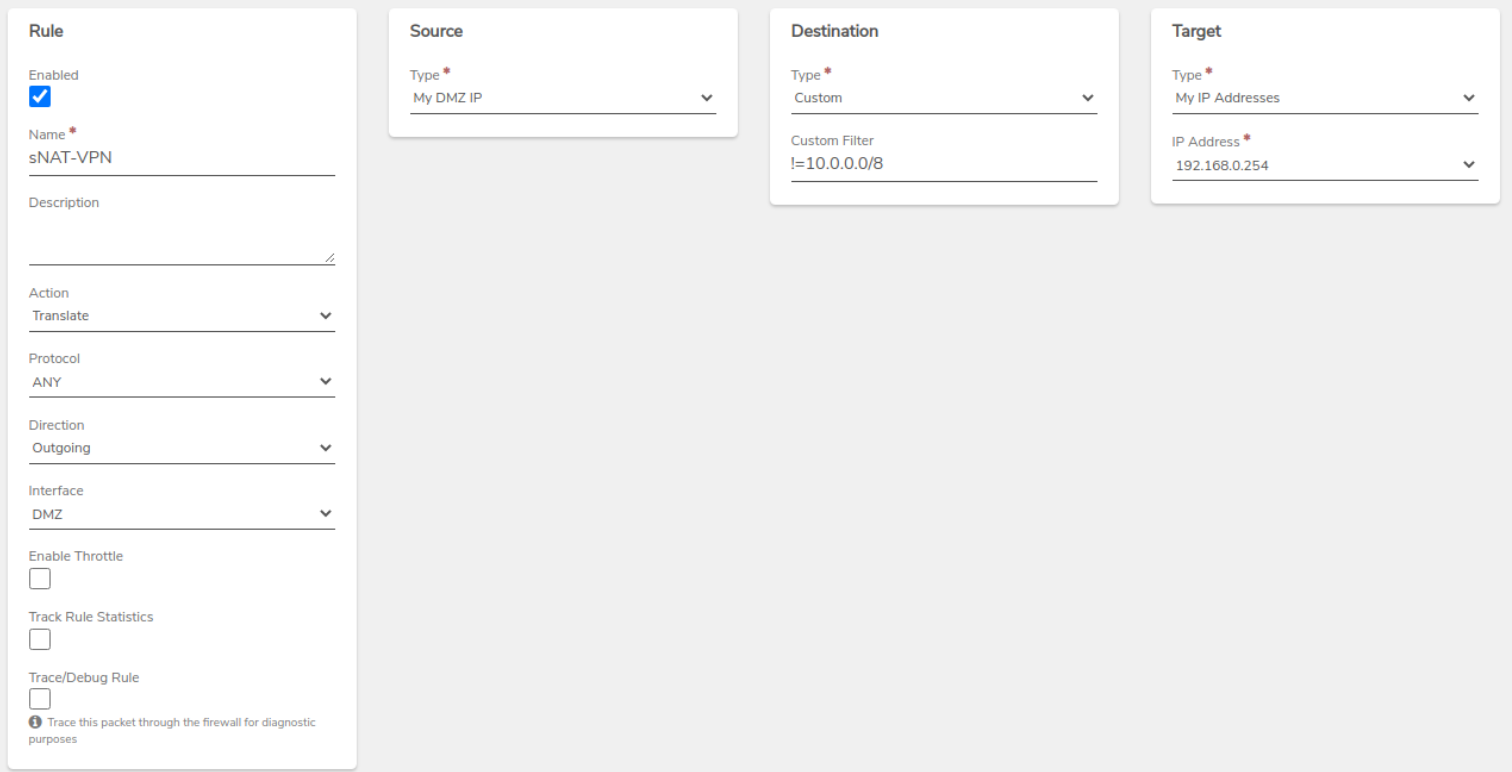 Rule
Enabled
Name *
sNAT-VPN
Description
Action
Translate
Protocol
ANY
Direction
Outgoing
Interface
DMZ
Enable Throttle
Track Rule Statistics
Trace/Debug Rule
Trace this packet through the firewall for diagnostic
purposes
Source
Type *
My DMZ IP
Destination
Type *
Custom
Custom Filter
!=10.0.0.0/8
Target
Type *
My IP Addresses
IP Address *
192.168.0.254